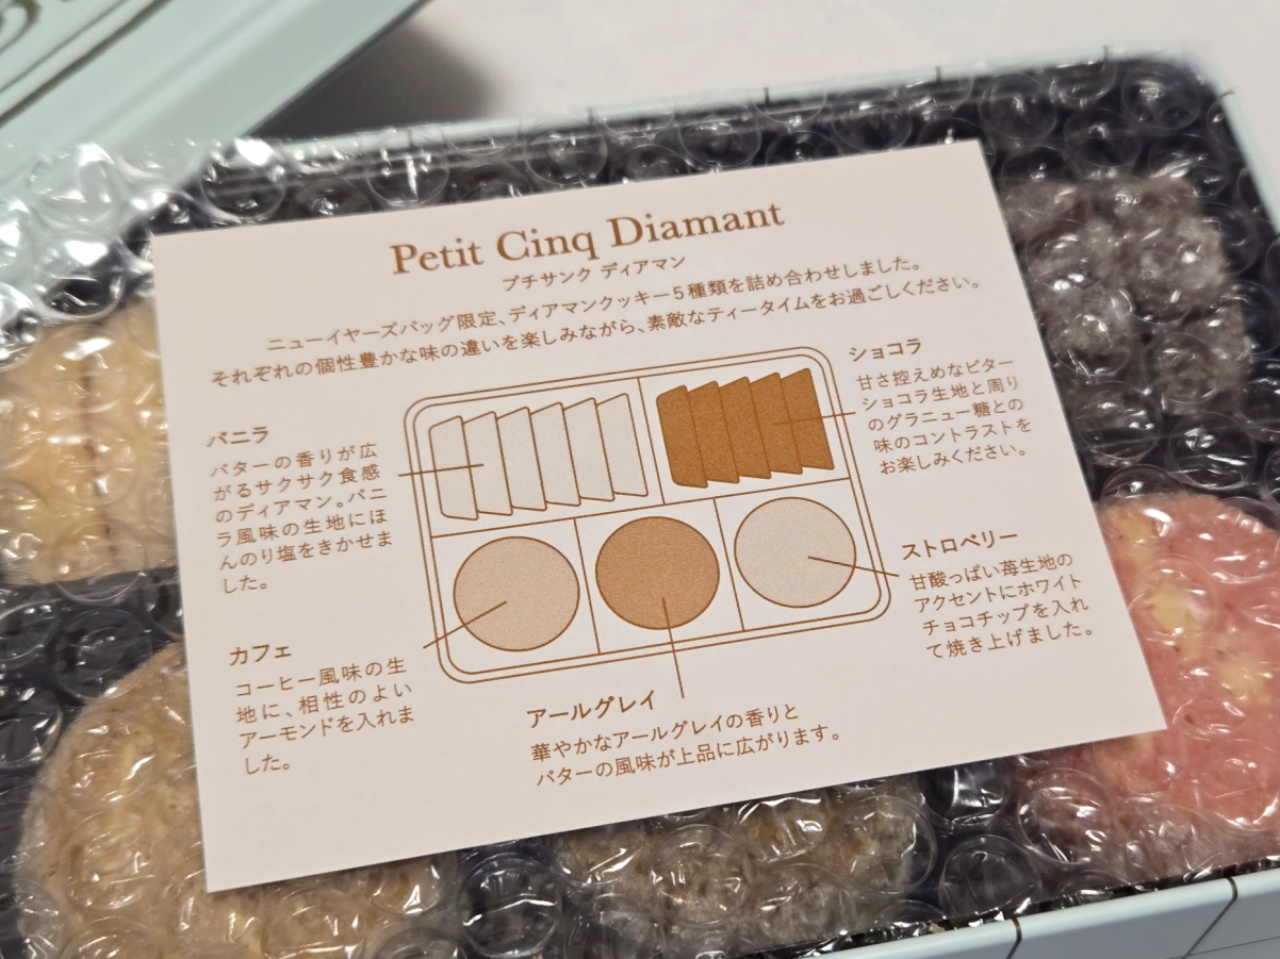 Petit Cinq Diamant
プチサンク ディアマン
ニューイヤーズバッグ限定、ディアマンクッキー5種類を詰め合わせしました。
それぞれの個性豊かな味の違いを楽しみながら、素敵なティータイムをお過ごしください。
バニラ
バターの香りが広
がるサクサク食感
のディアマン。バニ
ラ風味の生地にほ
んのり塩をきかせま
した。
ショコラ
甘さ控えめなビター
ショコラ生地と周り
のグラニュー糖との
味のコントラストを
お楽しみください。
カフェ
コーヒー風味の生
地に、相性のよい
アーモンドを入れま
した。
アールグレイ
華やかなアールグレイの香りと
バターの風味が上品に広がります。
ストロベリー
甘酸っぱい苺生地の
アクセントにホワイト
チョコチップを入れ
て焼き上げました。